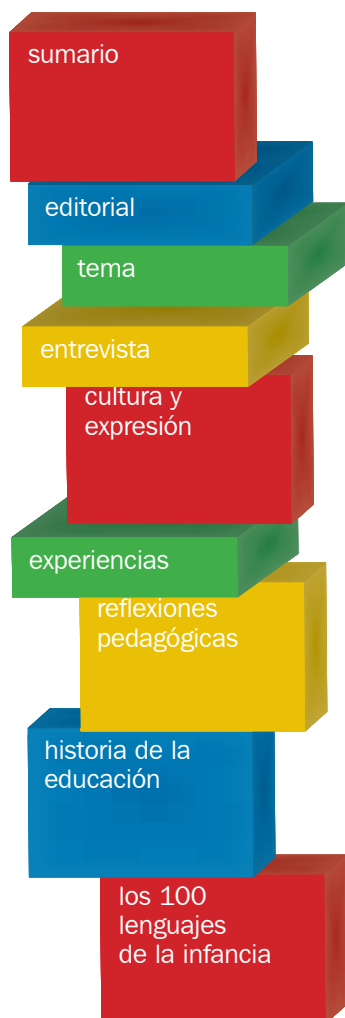 sumario
editorial
tema
entrevista
cultura y
expresión
experiencias
reflexiones
pedagógicas
historia de la
educación
los 100
lenguajes
de la infancia